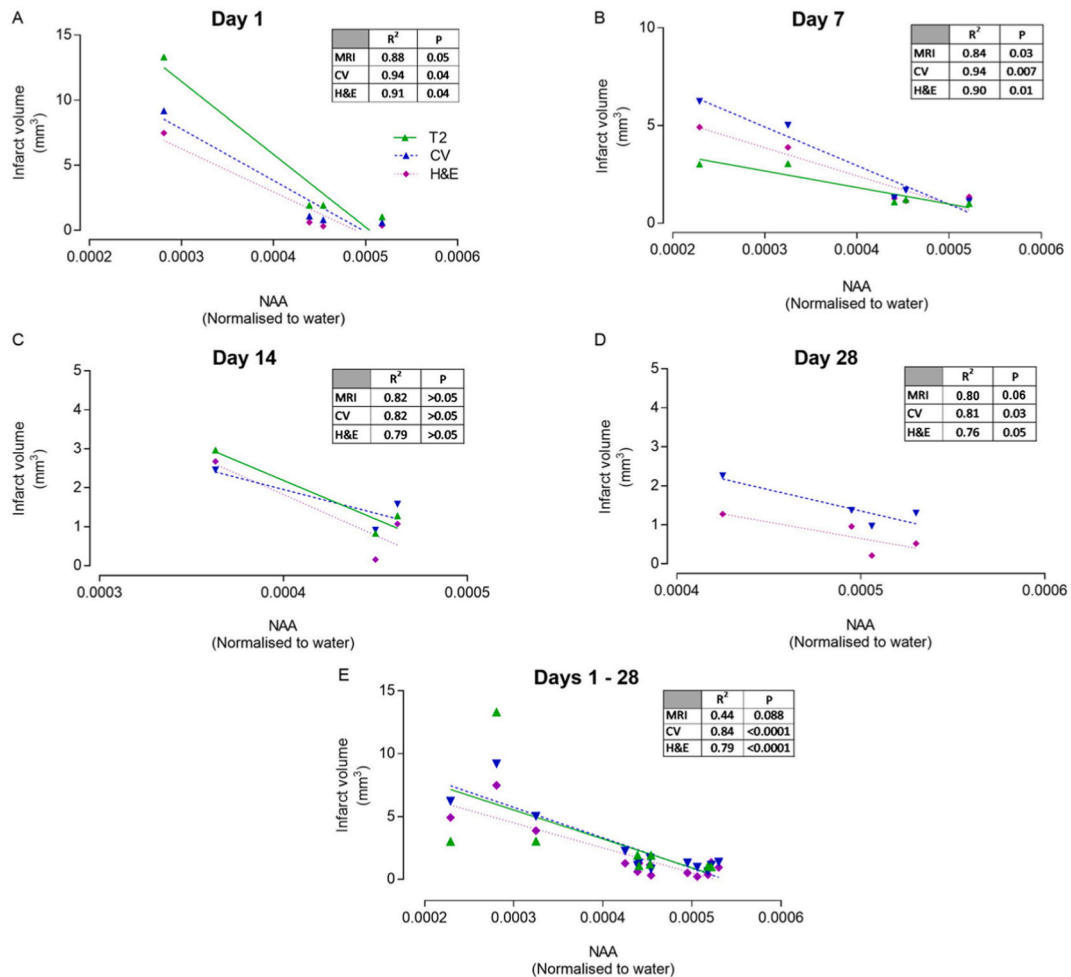 A
Day 1
R² P
MRI 0.88 0.05
CV 0.94 0.04
H&E 0.91 0.04
T2
CV
H&E
Infarct volume
(mm³)
15
10
5
0
0.0002 0.0003 0.0004 0.0005 0.0006
NAA
(Normalised to water)
B
Day 7
R² P
MRI 0.84 0.03
CV 0.94 0.007
H&E 0.90 0.01
Infarct volume
(mm³)
10
5
0
0.0002 0.0003 0.0004 0.0005 0.0006
NAA
(Normalised to water)
C
Day 14
R² P
MRI 0.82 >0.05
CV 0.82 >0.05
H&E 0.79 >0.05
Infarct volume
(mm³)
5
4
3
2
1
0
0.0003 0.0004 0.0005
NAA
(Normalised to water)
D
Day 28
R² P
MRI 0.80 0.06
CV 0.81 0.03
H&E 0.76 0.05
Infarct volume
(mm³)
5
4
3
2
1
0
0.0004 0.0005 0.0006
NAA
(Normalised to water)
E
Days 1 - 28
R² P
MRI 0.44 0.088
CV 0.84 <0.0001
H&E 0.79 <0.0001
Infarct volume
(mm³)
15
10
5
0
0.0002 0.0003 0.0004 0.0005 0.0006
NAA
(Normalised to water)